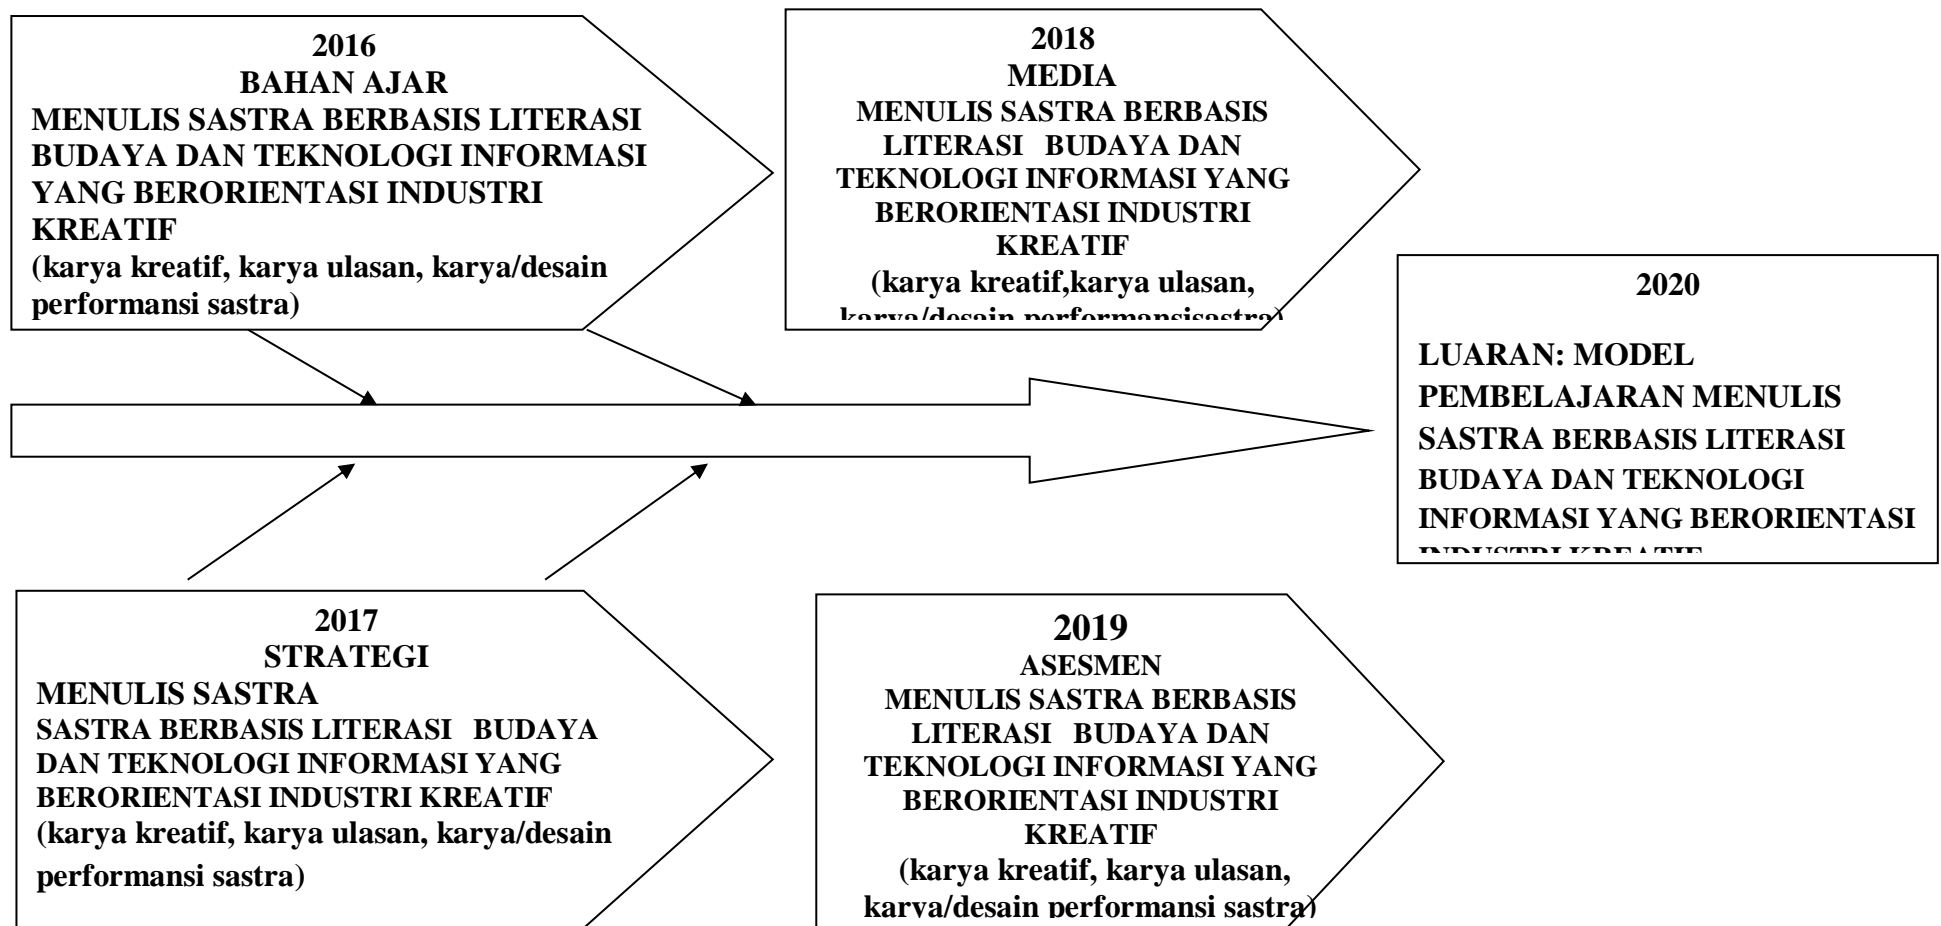 2016
BAHAN AJAR
MENULIS SASTRA BERBASIS LITERASI
BUDAYA DAN TEKNOLOGI INFORMASI
YANG BERORIENTASI INDUSTRI
KREATIF
(karya kreatif, karya ulasan, karya/desain
performansi sastra)
2018
MEDIA
MENULIS SASTRA BERBASIS
LITERASI BUDAYA DAN
TEKNOLOGI INFORMASI YANG
BERORIENTASI INDUSTRI
KREATIF
(karya kreatif,karya ulasan,
karya/desain performansisastra)
2020
LUARAN: MODEL
PEMBELAJARAN MENULIS
SASTRA BERBASIS LITERASI
BUDAYA DAN TEKNOLOGI
INFORMASI YANG BERORIENTASI
INDUSTRI KREATIF
2017
STRATEGI
MENULIS SASTRA
SASTRA BERBASIS LITERASI BUDAYA
DAN TEKNOLOGI INFORMASI YANG
BERORIENTASI INDUSTRI KREATIF
(karya kreatif, karya ulasan, karya/desain
performansi sastra)
2019
ASESMEN
MENULIS SASTRA BERBASIS
LITERASI BUDAYA DAN
TEKNOLOGI INFORMASI YANG
BERORIENTASI INDUSTRI
KREATIF
(karya kreatif, karya ulasan,
karya/desain performansi sastra)